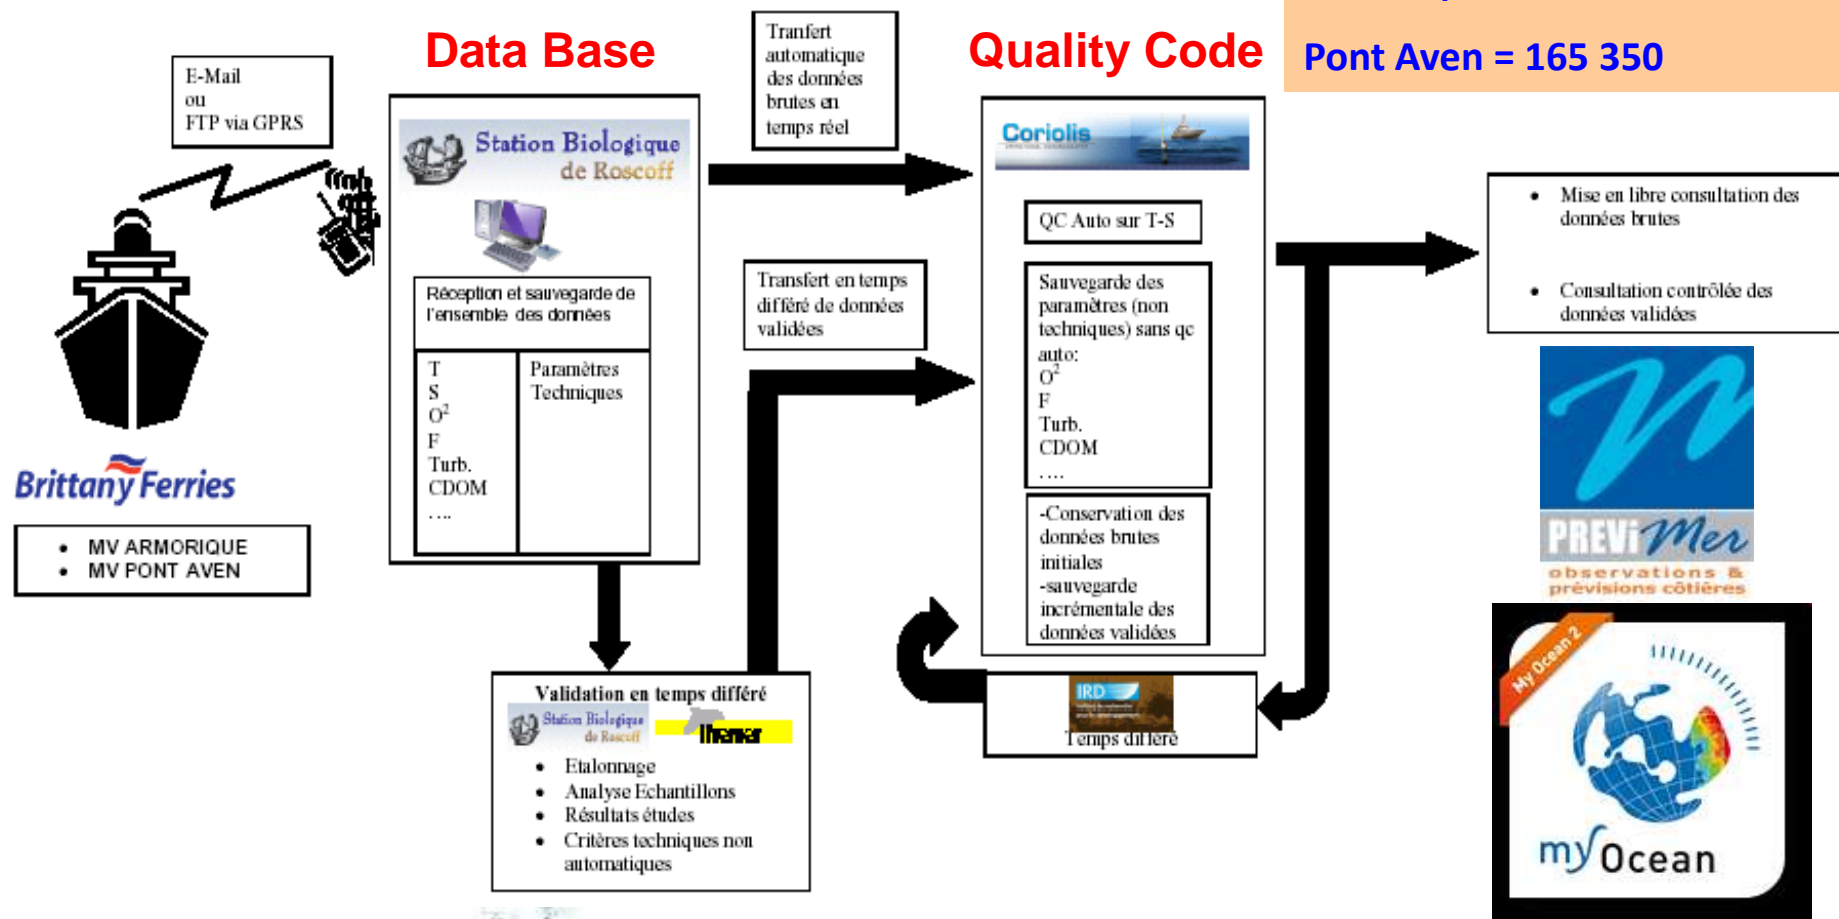 Pont Aven = 165 350
Data Base
Quality Code
E-Mail
ou
FTP via GPRS
Tranfert
automatique
des données
brutes en
temps réel
Station Biologique
de Roscoff
Coriolis
QC Auto sur T-S
Réception et sauvegarde de
l'ensemble des données
T
S
O²
F
Turb.
CDOM
....
Paramètres
Techniques
Transfert en temps
différé de données
validées
Sauvegarde des
paramètres (non
techniques) sans qc
auto:
O²
F
Turb.
CDOM
....
-Conservation des
données brutes
initiales
-sauvegarde
incrémentale des
données validées
• Mise en libre consultation des
données brutes
• Consultation contrôlée des
données validées
Brittany Ferries
• MV ARMORIQUE
• MV PONT AVEN
PREViMer
observations &
prévisions côtières
Validation en temps différé
Station Biologique
de Roscoff
Ifremer
• Etalonnage
• Analyse Echantillons
• Résultats études
• Critères techniques non
automatiques
IRD
Temps différé
My Ocean 2
my Ocean